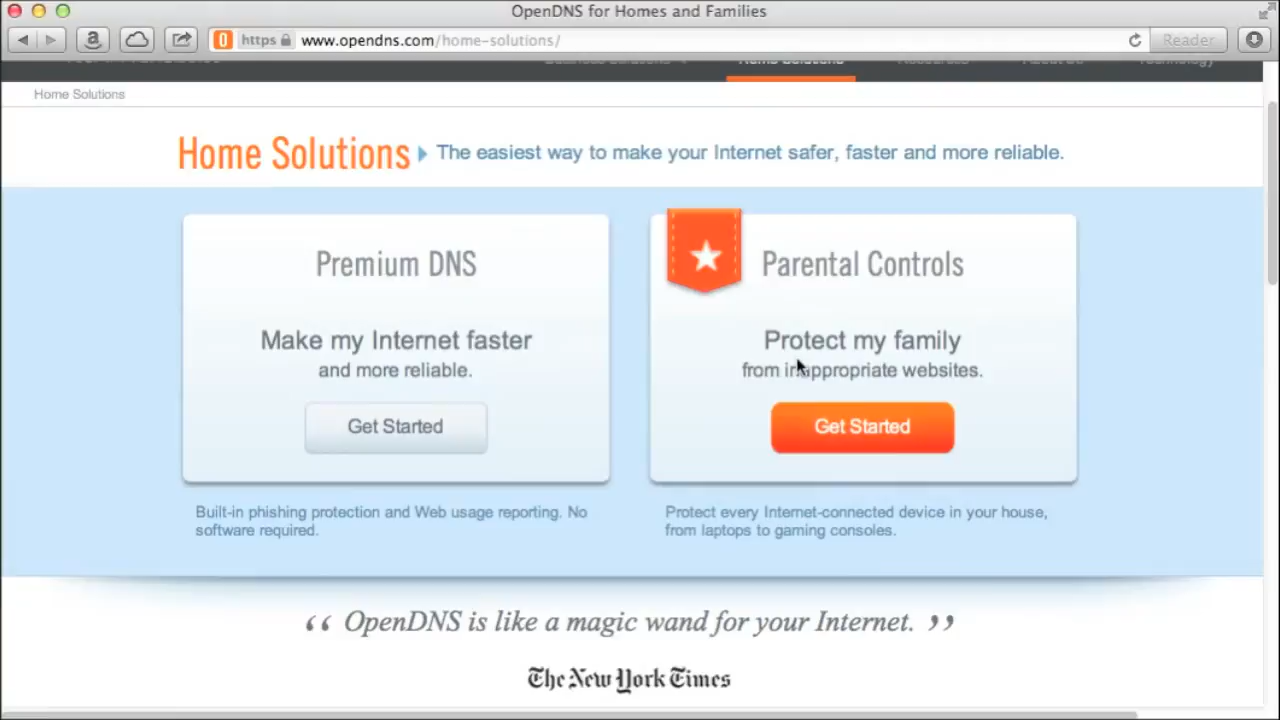 OpenDNS for Homes and Families
https www.opendns.com/home-solutions/
Reader
Home Solutions
Home Solutions
Home Solutions The easiest way to make your Internet safer, faster and more reliable.
Premium DNS
Make my Internet faster
and more reliable.
Get Started
Built-in phishing protection and Web usage reporting. No
software required.
Parental Controls
Protect my family
from inappropriate websites.
Get Started
Protect every Internet-connected device in your house,
from laptops to gaming consoles.
“ OpenDNS is like a magic wand for your Internet. ”
The New York Times